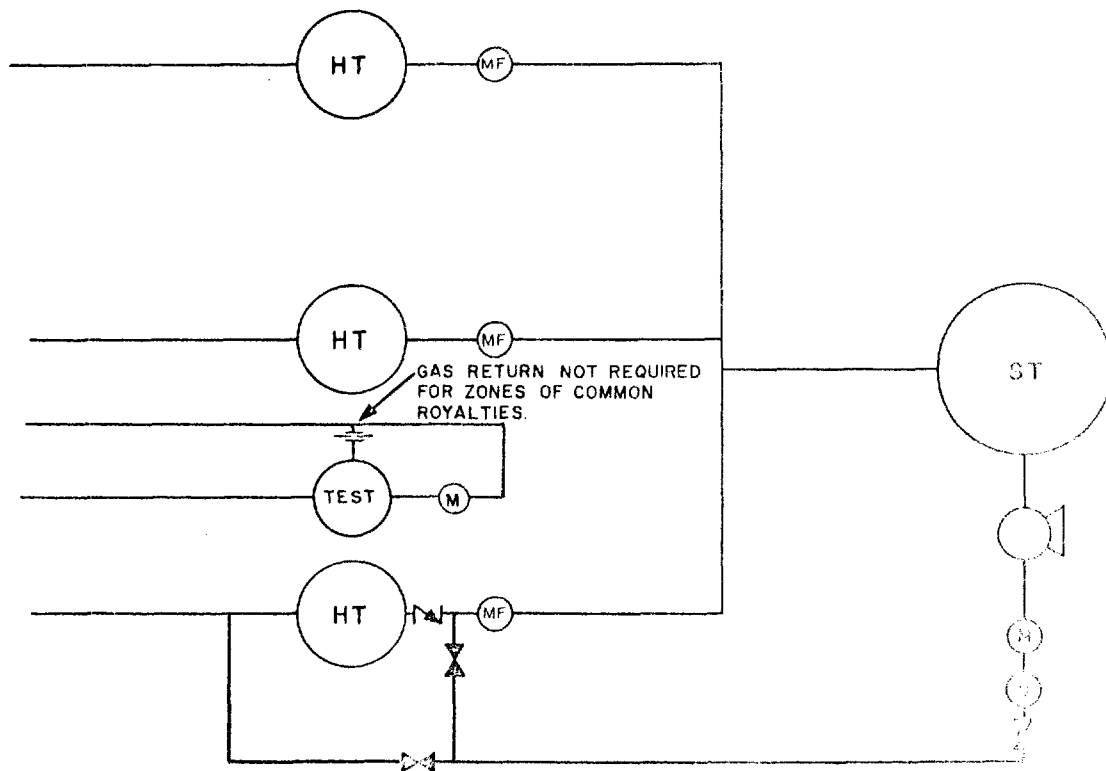 HT
MF
HT
MF
GAS RETURN NOT REQUIRED
FOR ZONES OF COMMON
ROYALTIES.
ST
TEST
M
HT
MF
M